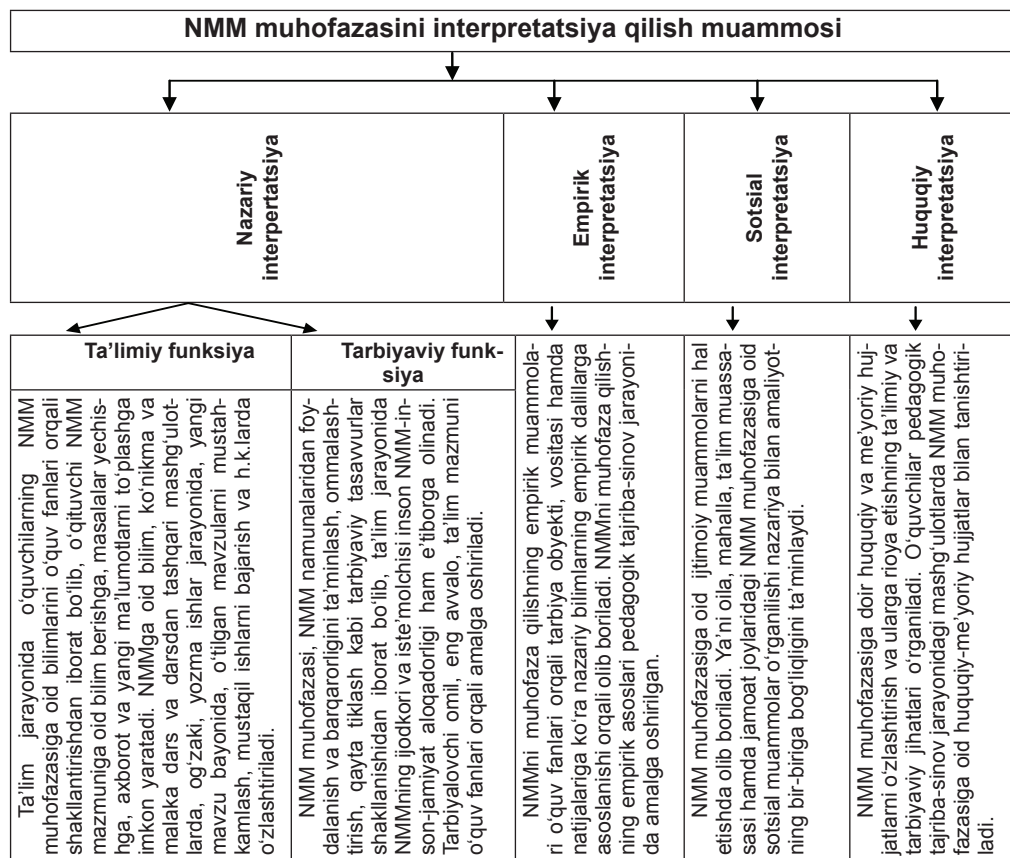 NMM muhofazasini interpretatsiya qilish muammosi
Nazariy
interpertatsiya
Empirik
interpretatsiya
Sotsial
interpretatsiya
Huquqiy
interpretatsiya
Ta’limiy funksiya
Ta’lim jarayonida o‘quvchilarning NMM
muhofazasiga oid bilimlarini o‘quv fanlari orqali
shakllantirishdan iborat bo‘lib, o‘qituvchi NMM
mazmuniga oid bilim berishga, masalalar yechis-
hga, axborot va yangi ma’lumotlarni to‘plashga
imkon yaratadi. NMMga oid bilim, ko‘nikma va
malaka dars va darsdan tashqari mashg‘ulot-
larda, og‘zaki, yozma ishlar jarayonida, yangi
mavzu bayonida, o‘tilgan mavzularni mustah-
kamlash, mustaqil ishlarni bajarish va h.k.larda
o‘zlashtiriladi.
Tarbiyaviy funk-
siya
NMM muhofazasi, NMM namunalaridan foy-
dalanish va barqarorligini ta’minlash, ommalash-
tirish, qayta tiklash kabi tarbiyaviy tasavvurlar
shakllanishidan iborat bo‘lib, ta’lim jarayonida
NMMning ijodkori va iste’molchisi inson NMM-in-
son-jamiyat aloqadorligi ham e’tiborga olinadi.
Tarbiyalovchi omil, eng avvalo, ta’lim mazmuni
o‘quv fanlari orqali amalga oshiriladi.
NMMni muhofaza qilishning empirik muammola-
ri o‘quv fanlari orqali tarbiya obyekti, vositasi hamda
natijalariga ko‘ra nazariy bilimlarning empirik dalillarga
asoslanishi orqali olib boriladi. NMMni muhofaza qilish-
ning empirik asoslari pedagogik tajriba-sinov jarayoni-
da amalga oshirilgan.
NMM muhofazasiga oid ijtimoiy muammolarni hal
etishda olib boriladi. Ya’ni olla, mahalla, ta’lim muassa-
sasi hamda jamoat joylaridagi NMM muhofazasiga oid
sotsial muammolar o‘rganilishi nazariya bilan amaliyot-
ning bir-biriga bog‘liqligini ta’minlaydi.
NMM muhofazasiga doir huquqiy va me’yoriy huj-
jatlarni o‘zlashtirish va ularga rioya etishning ta’limiy va
tarbiyaviy jihatlari o‘rganiladi. O‘quvchilar pedagogik
tajriba-sinov jarayonidagi mashg‘ulotlarda NMM muho-
fazasiga oid huquqiy-me’yoriy hujjatlar bilan tanishtiri-
ladi.